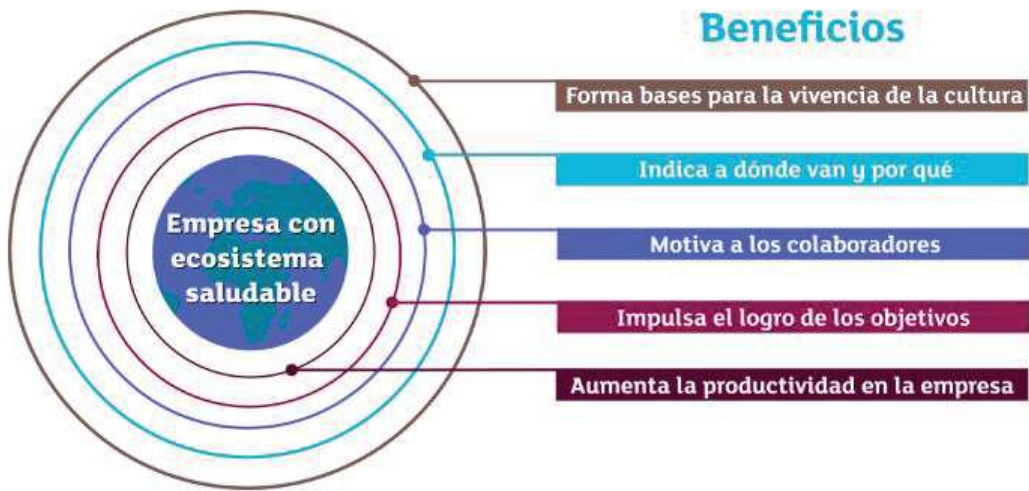 Beneficios
Forma bases para la vivencia de la cultura
Indica a dónde van y por qué
Motiva a los colaboradores
Impulsa el logro de los objetivos
Aumenta la productividad en la empresa
Empresa con
ecosistema
saludable